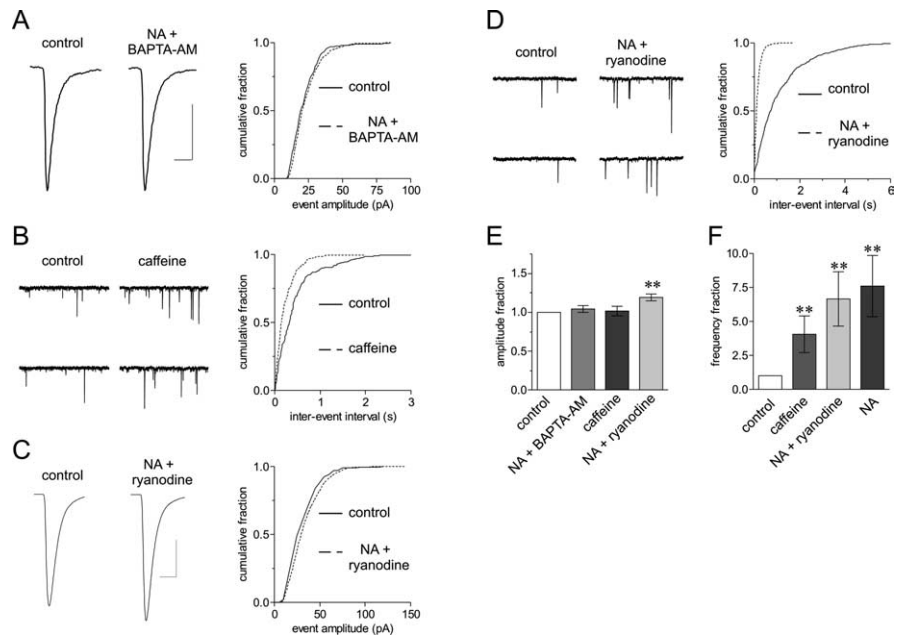 A
control
NA +
BAPTA-AM
cumulative fraction
1.0
0.5
0.0
control
NA +
BAPTA-AM
0 25 50 75 100
event amplitude (pA)
B
control
caffeine
cumulative fraction
1.0
0.5
0.0
control
caffeine
0 1 2 3
inter-event interval (s)
C
control
NA +
ryanodine
cumulative fraction
1.0
0.5
0.0
control
NA +
ryanodine
0 50 100 150
event amplitude (pA)
D
control
NA +
ryanodine
cumulative fraction
1.0
0.5
0.0
control
NA +
ryanodine
0 2 4 6
inter-event interval (s)
E
amplitude fraction
1.5
1.0
0.5
0.0
**
control
NA + BAPTA-AM
caffeine
NA + ryanodine
F
frequency fraction
10.0
7.5
5.0
2.5
0.0
**
**
**
control
caffeine
NA + ryanodine
NA